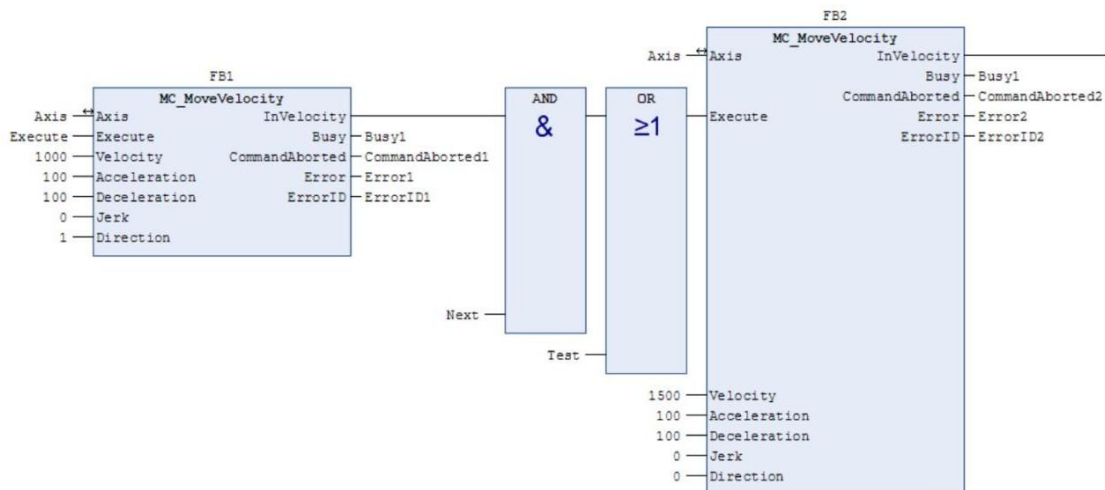 FB2
MC_MoveVelocity
Axis Axis InVelocity
Busy Busy1
FB1
MC_MoveVelocity AND OR CommandAborted CommandAborted2
Axis Axis InVelocity & ≥1 Execute Error Error2
Execute Execute Busy Busy1 ErrorID ErrorID2
1000 Velocity CommandAborted CommandAborted1
100 Acceleration Error Error1
100 Deceleration ErrorID ErrorID1
0 Jerk
1 Direction
Next
Test
1500 Velocity
100 Acceleration
100 Deceleration
0 Jerk
0 Direction